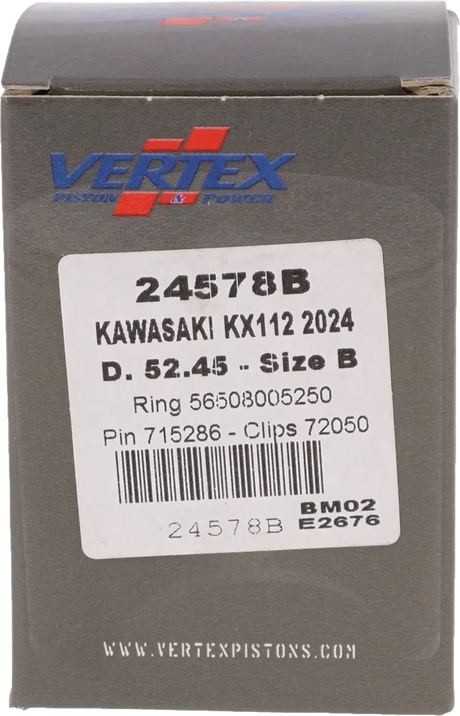 VERTEX
PISTON & POWER
24578B
KAWASAKI KX112 2024
D. 52.45 - Size B
Ring 56508005250
Pin 715286 - Clips 72050
24578B
BM02
E2676
WWW.VERTEXPISTONS.COM